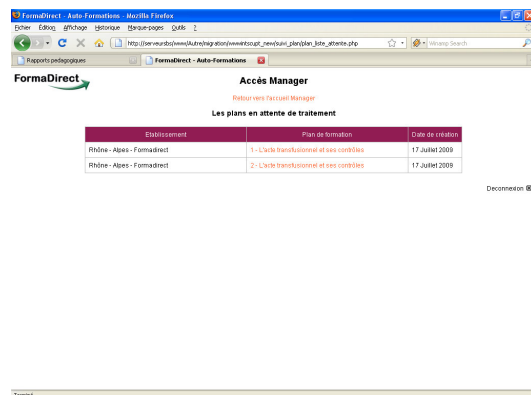 FormaDirect - Auto-Formations - Mozilla Firefox
Fichier Édition Affichage Historique Marque-pages Outils ?
http://serveursbs/www/Autre/migration/wwwintscupt_new/suivi_plan/plan_liste_attente.php
Winamp Search
Rapports pedagogiques
FormaDirect - Auto-Formations
FormaDirect
Accés Manager
Retour vers l'accueil Manager
Les plans en attente de traitement
Etablissement Plan de formation Date de création
Rhône - Alpes - Formadirect 1 - L'acte transfusionnel et ses contrôles 17 Juillet 2009
Rhône - Alpes - Formadirect 2 - L'acte transfusionnel et ses contrôles 17 Juillet 2009
Deconnexion
Terminé